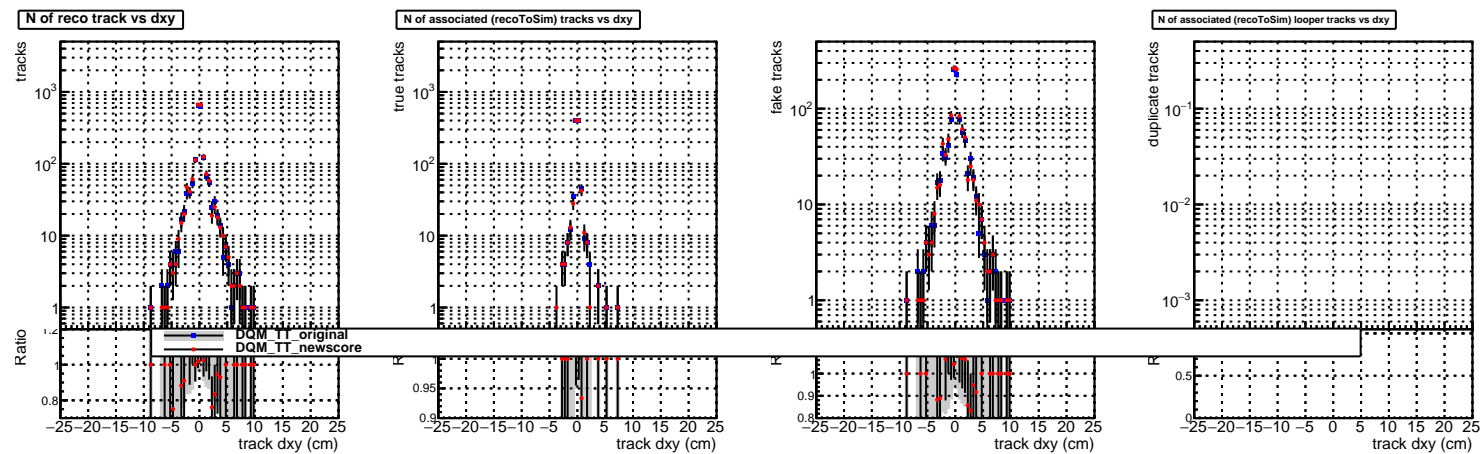 N of reco track vs dxy
tracks
10³
10²
10
1
Ratio
1.2
1
0.8
−25 −20 −15 −10 −5 0 5 10 15 20 25
track dxy (cm)
N of associated (recoToSim) tracks vs dxy
true tracks
10³
10²
10
1
0.95
0.9
−25 −20 −15 −10 −5 0 5 10 15 20 25
track dxy (cm)
fake tracks
10²
10
1
1
0.9
0.8
−25 −20 −15 −10 −5 0 5 10 15 20 25
track dxy (cm)
N of associated (recoToSim) looper tracks vs dxy
duplicate tracks
10⁻¹
10⁻²
10⁻³
0.5
0
−25 −20 −15 −10 −5 0 5 10 15 20 25
track dxy (cm)
DQM_TT_original
DQM_TT_newscore